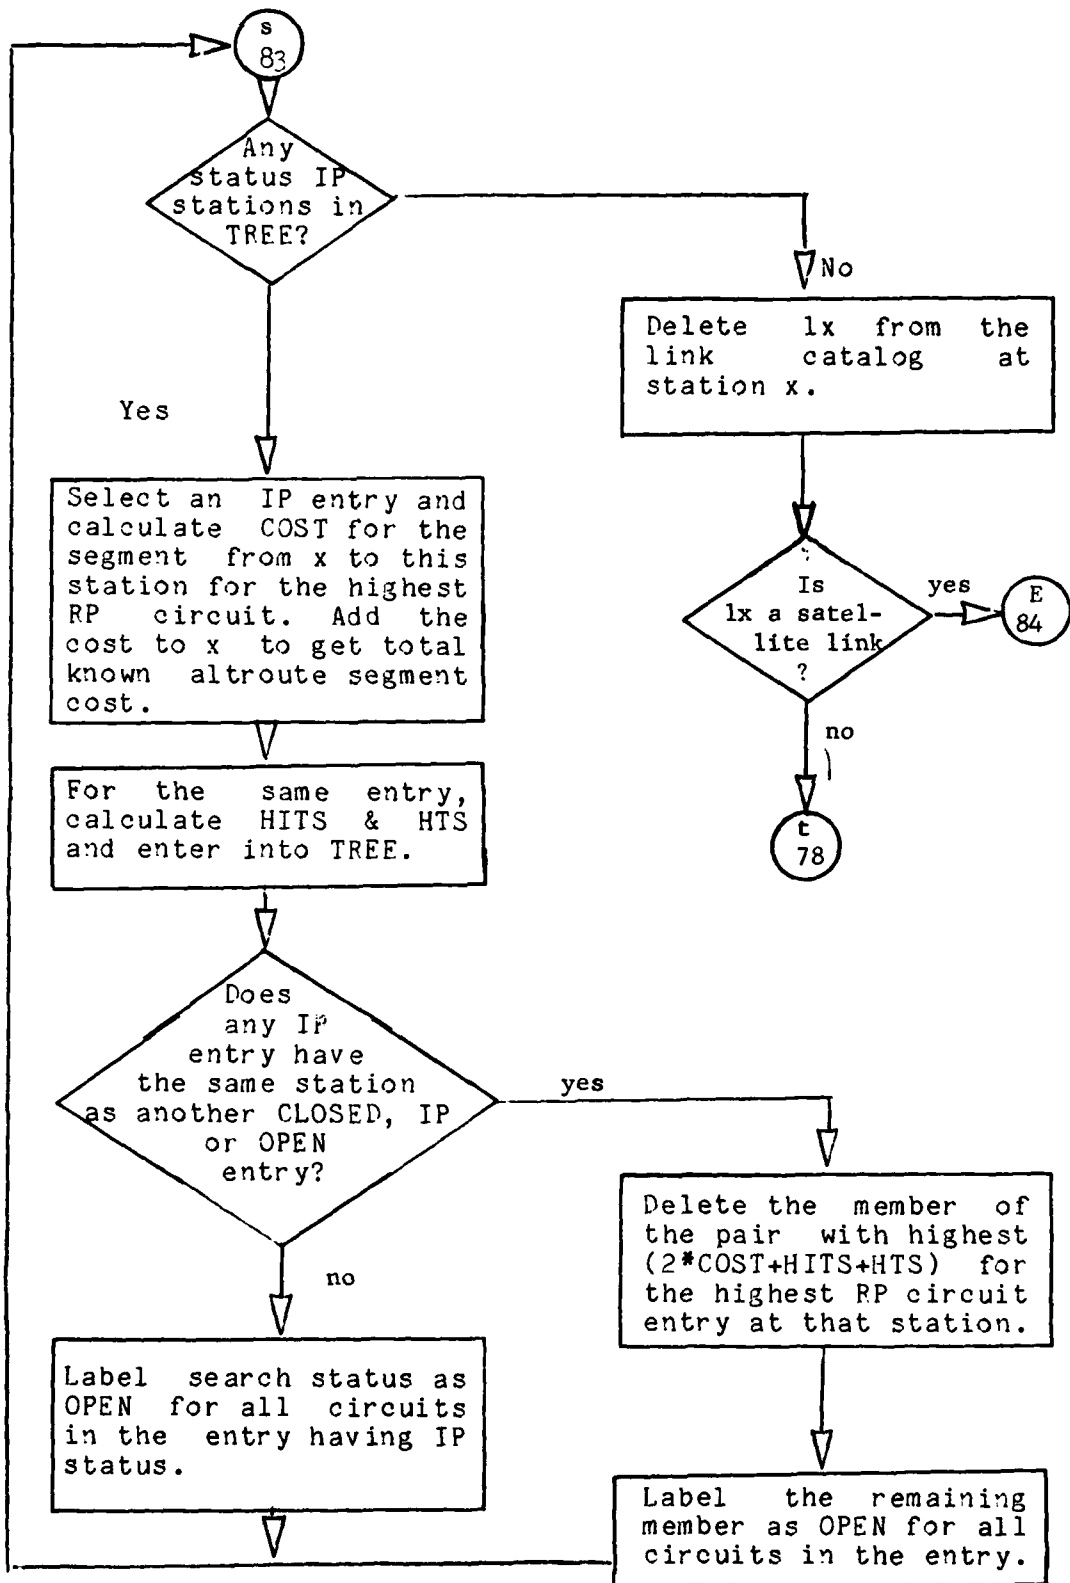 s
83
Any
status IP
stations in
TREE?
No
Delete lx from the
link catalog at
station x.
Yes
Select an IP entry and
calculate COST for the
segment from x to this
station for the highest
RP circuit. Add the
cost to x to get total
known altroute segment
cost.
Is
lx a satel-
lite link
?
yes
E
84
no
t
78
For the same entry,
calculate HITS & HTS
and enter into TREE.
Does
any IP
entry have
the same station
as another CLOSED, IP
or OPEN
entry?
yes
no
Delete the member of
the pair with highest
(2*COST+HITS+HTS) for
the highest RP circuit
entry at that station.
Label search status as
OPEN for all circuits
in the entry having IP
status.
Label the remaining
member as OPEN for all
circuits in the entry.